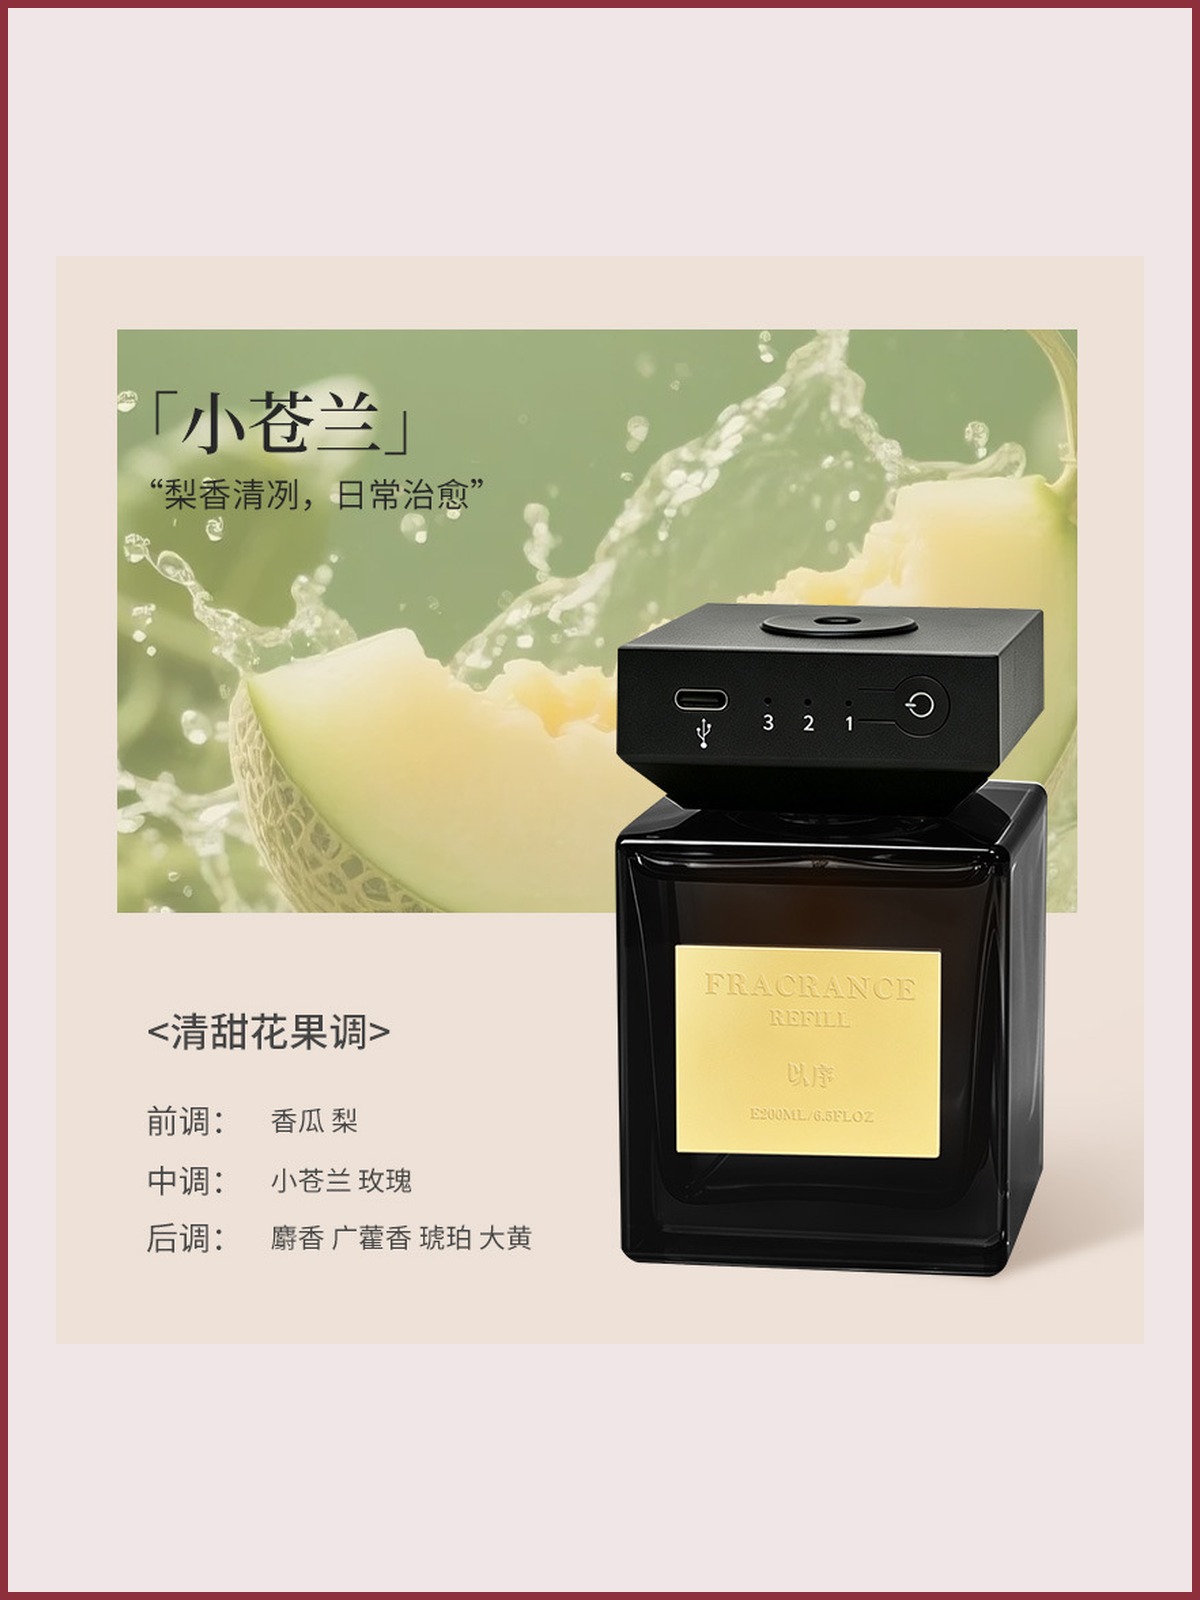 「小苍兰」
“梨香清冽，日常治愈”
3 2 1
FRAGRANCE
REFILL
以序
E200ML/6.5FLOZ
<清甜花果调>
前调： 香瓜 梨
中调： 小苍兰 玫瑰
后调： 麝香 广藿香 琥珀 大黄